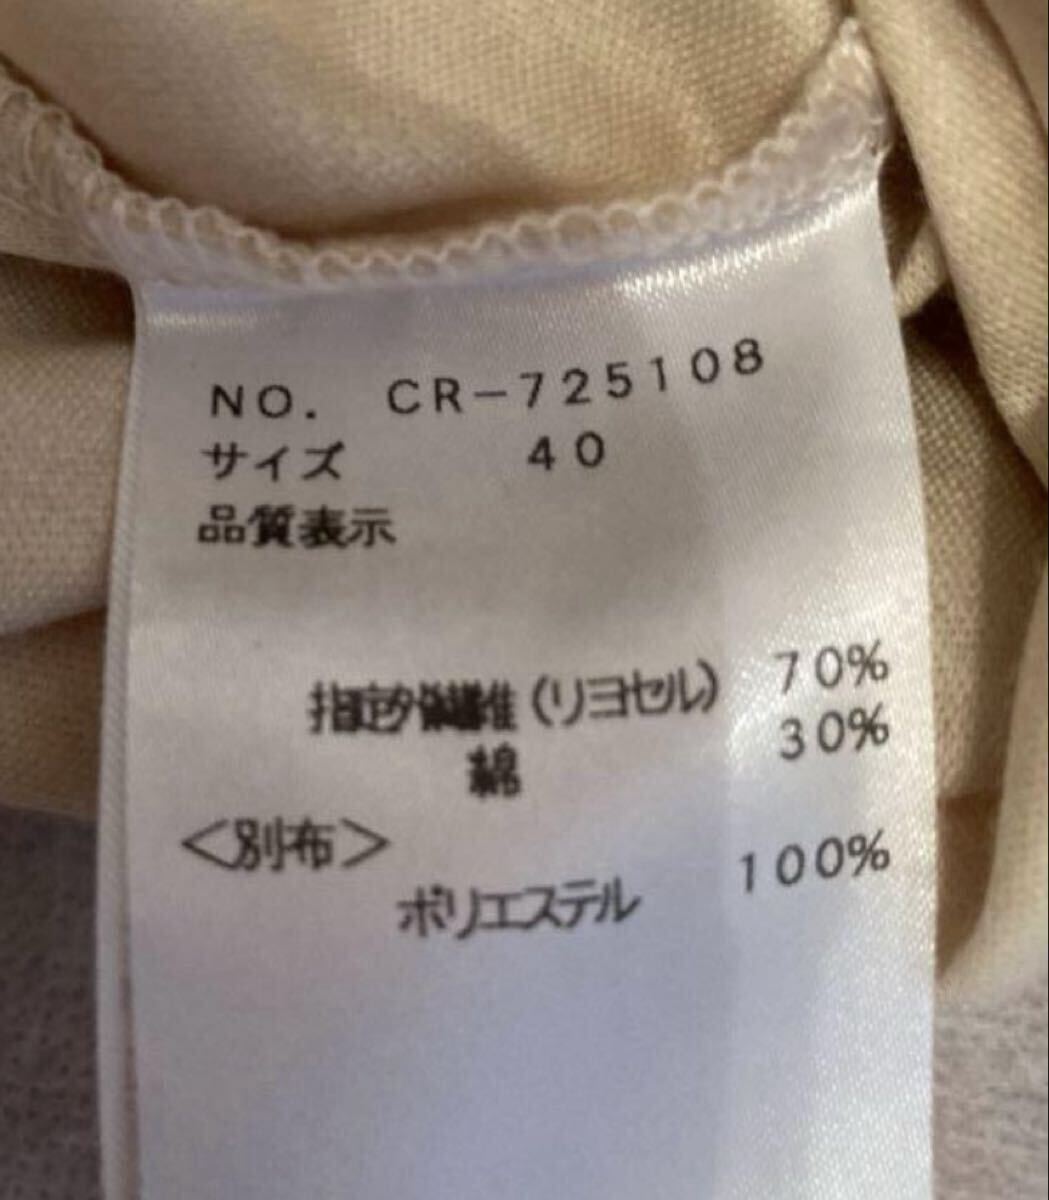 NO. CR-725108
サイズ 40
品質表示
指定外繊維(リヨセル) 70%
綿 30%
<別布>
ポリエステル 100%